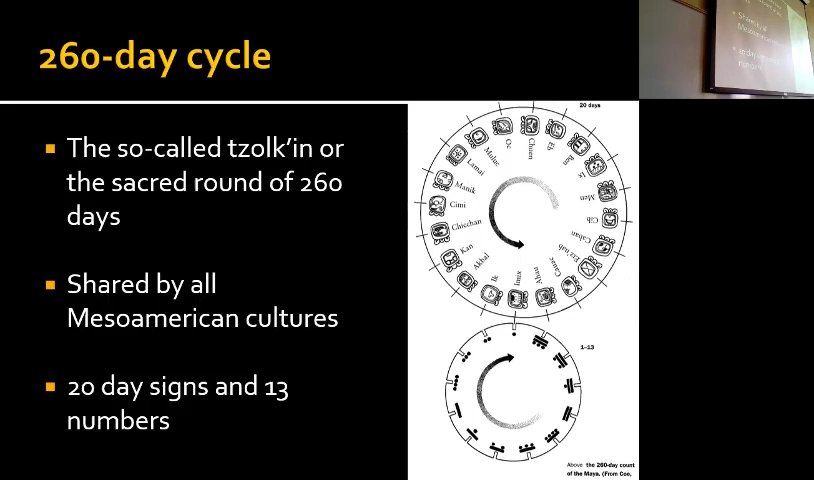 260-day cycle
The so-called tzolk’in or
the sacred round of 260
days
Shared by all
Mesoamerican cultures
20 day signs and 13
numbers
20 days
Imix
Ik
Akbal
Kan
Chicchan
Cimi
Manik
Lamat
Muluc
Oc
Chuen
Eb
Ben
Ix
Men
Cib
Caban
Etz'nab
Cauac
Ahau
1–13
Above the 260-day count
of the Maya. (From Coe,
Shared by all